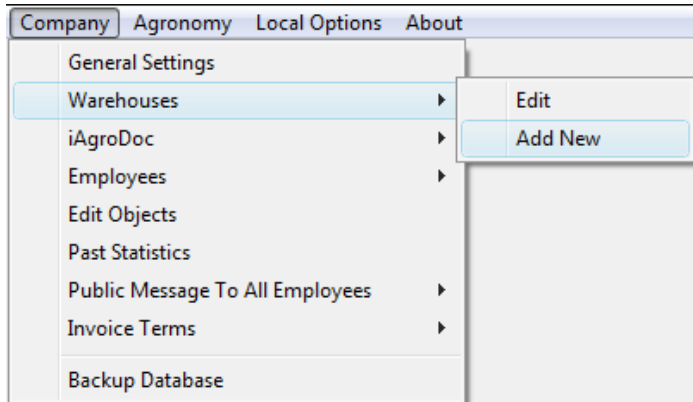 Company Agronomy Local Options About
General Settings
Warehouses
Edit
iAgroDoc
Add New
Employees
Edit Objects
Past Statistics
Public Message To All Employees
Invoice Terms
Backup Database